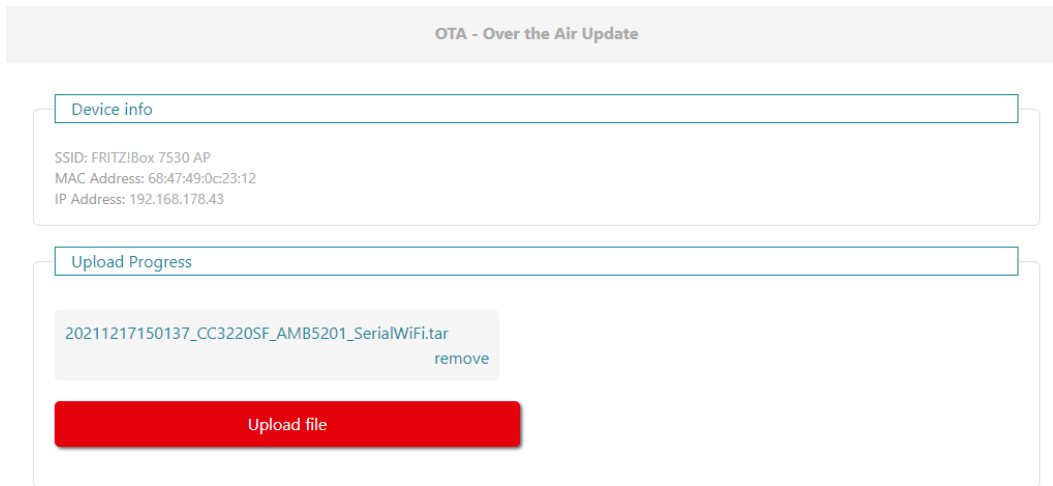 OTA - Over the Air Update
Device info
SSID: FRITZ!Box 7530 AP
MAC Address: 68:47:49:0c:23:12
IP Address: 192.168.178.43
Upload Progress
20211217150137_CC3220SF_AMB5201_SerialWiFi.tar
remove
Upload file